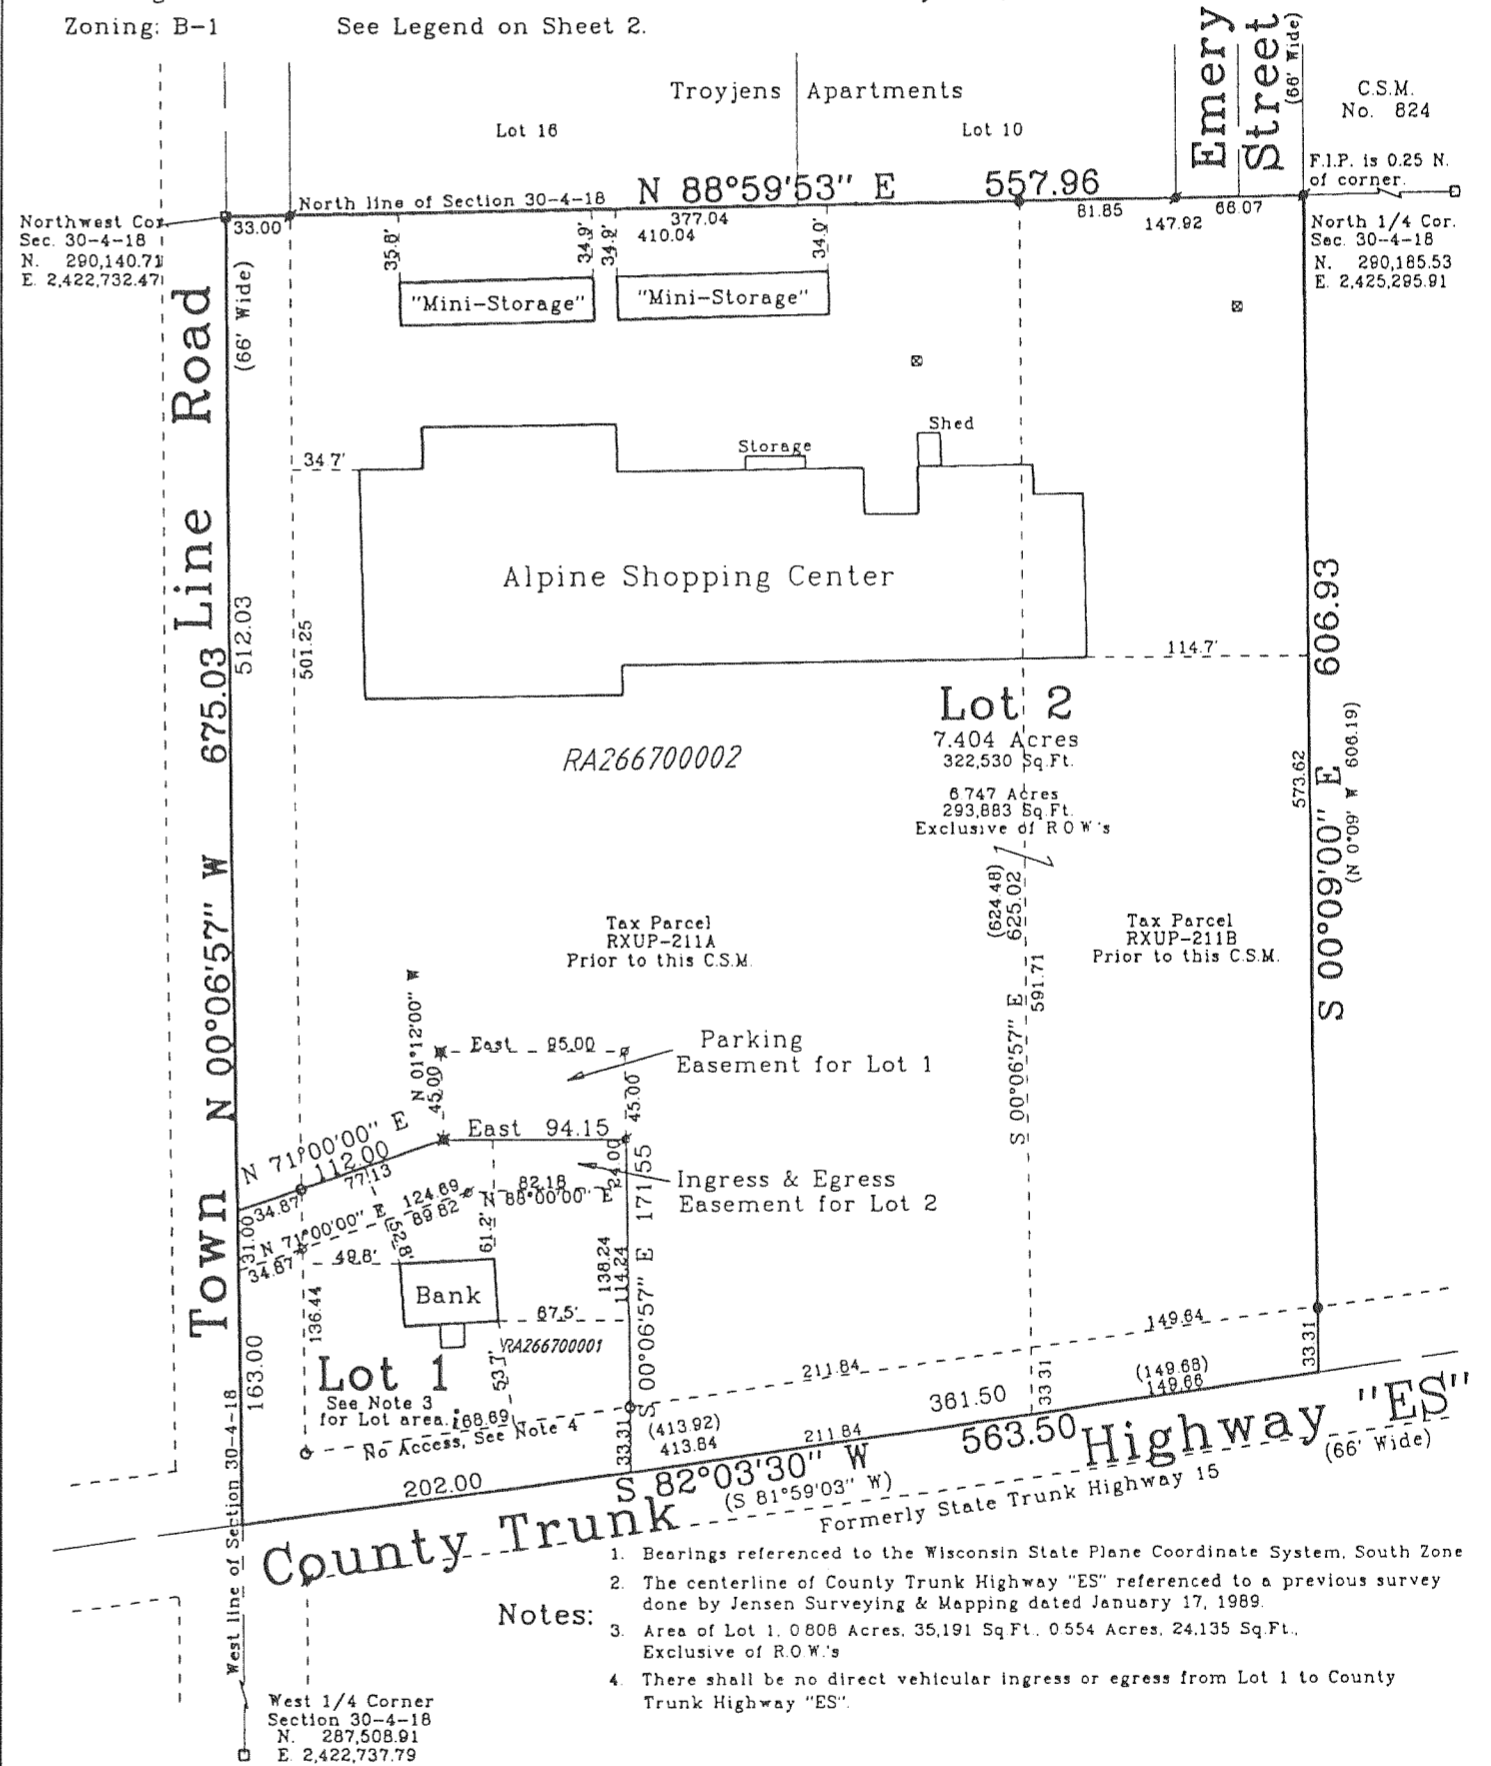 Zoning: B-1
See Legend on Sheet 2.
Troyjens Apartments
Lot 16
Lot 10
Emery
Street
(66' Wide)
C.S.M.
No. 824
F.I.P. is 0.25 N.
of corner.
North line of Section 30-4-18
N 88°59'53" E 557.96
33.00
377.04
410.04
81.85
147.92
66.07
Northwest Cor.
Sec. 30-4-18
N. 290,140.71
E. 2,422,732.47
North 1/4 Cor.
Sec. 30-4-18
N. 290,185.53
E. 2,425,295.91
35.8'
34.9'
34.9'
34.0'
"Mini-Storage"
"Mini-Storage"
Town Line Road
(66' Wide)
N 00°06'57" W 675.03
512.03
501.25
34.7'
Storage
Shed
Alpine Shopping Center
114.7'
S 00°09'00" E 606.93
(N 0°09' W 606.19)
573.62
Lot 2
7.404 Acres
322,530 Sq.Ft.
6.747 Acres
293,883 Sq.Ft.
Exclusive of R O W's
RA266700002
(624.48)
625.02
591.71
S 00°06'57" E
Tax Parcel
RXUP-211A
Prior to this C.S.M.
Tax Parcel
RXUP-211B
Prior to this C.S.M.
N 01°12'00" W
45.00
East 95.00
45.00
Parking
Easement for Lot 1
N 71°00'00" E
112.00
East 94.15
34.87
77.13
24.00
Ingress & Egress
Easement for Lot 2
31.00
N 71°00'00" E
124.69
89.82
34.87
82.18
N 88°00'00" E
S 00°06'57" E 171.55
138.24
114.24
49.8'
52.8'
61.2'
Bank
67.5'
RA266700001
136.44
53.7'
163.00
Lot 1
See Note 3
for Lot area.
168.69
No Access, See Note 4
33.31
211.84
149.64
33.31
33.31
202.00
(413.92)
413.84
211.84
361.50
(149.68)
149.66
S 82°03'30" W 563.50
(S 81°59'03" W)
County Trunk Highway "ES"
(66' Wide)
Formerly State Trunk Highway 15
West line of Section 30-4-18
West 1/4 Corner
Section 30-4-18
N. 287,508.91
E. 2,422,737.79
Notes:
1. Bearings referenced to the Wisconsin State Plane Coordinate System, South Zone
2. The centerline of County Trunk Highway "ES" referenced to a previous survey
done by Jensen Surveying & Mapping dated January 17, 1989.
3. Area of Lot 1, 0.808 Acres, 35,191 Sq.Ft., 0.554 Acres, 24,135 Sq.Ft.,
Exclusive of R.O.W.'s
4. There shall be no direct vehicular ingress or egress from Lot 1 to County
Trunk Highway "ES".